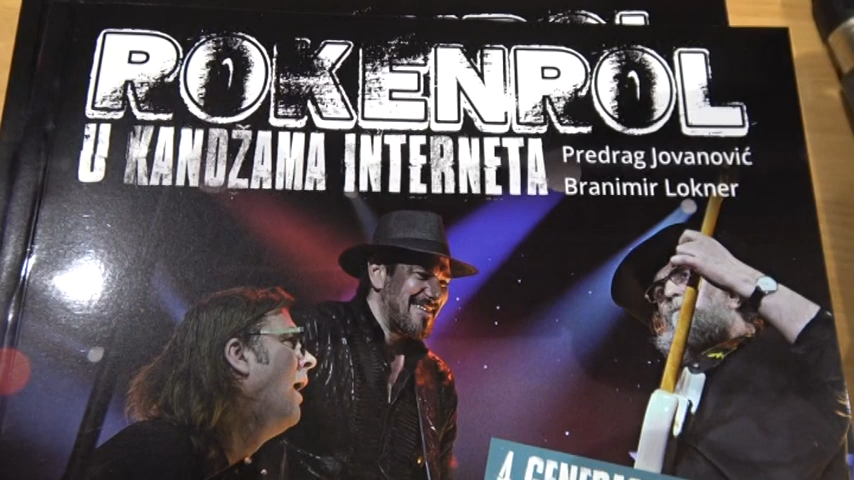 ROKENROL
U KANDŽAMA INTERNETA
Predrag Jovanović
Branimir Lokner